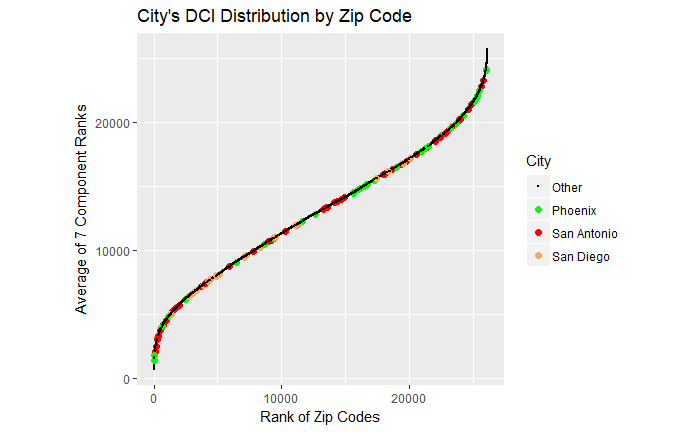 City's DCI Distribution by Zip Code
Average of 7 Component Ranks
20000
10000
0
0 10000 20000
Rank of Zip Codes
City
Other
Phoenix
San Antonio
San Diego